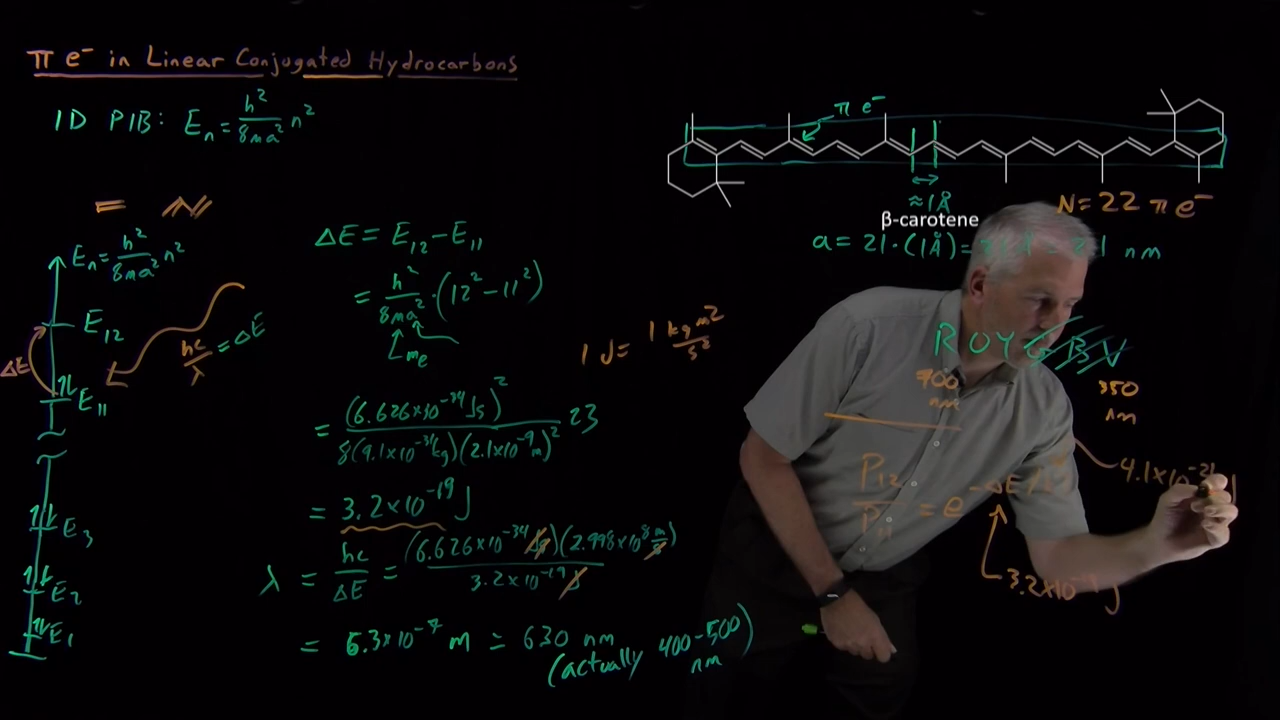 π e⁻ in Linear Conjugated Hydrocarbons
1D PIB: Eₙ = h²/8ma² n²
π e⁻
≈1Å
β-carotene
N = 22 π e⁻
a = 21·(1Å) = 2.1 nm
Eₙ = h²/8ma² n²
E₁₂
ΔE
E₁₁
hc/λ = ΔE
E₃
E₂
E₁
ΔE = E₁₂ − E₁₁
= h²/8ma² · (12² − 11²)
mₑ
1 J = 1 kg m²/s²
= (6.626×10⁻³⁴ Js)² / 8(9.1×10⁻³¹ kg)(2.1×10⁻⁹ m)² 23
= 3.2×10⁻¹⁹ J
λ = hc/ΔE = (6.626×10⁻³⁴ Js)(2.998×10⁸ m/s) / 3.2×10⁻¹⁹ J
= 6.3×10⁻⁷ m ≃ 630 nm
(actually 400-500 nm)
R O Y G B V
700 nm
350 nm
P₁₂/P₁₁ = e^−ΔE/
4.1×10⁻²¹ J
3.2×10⁻¹⁹ J